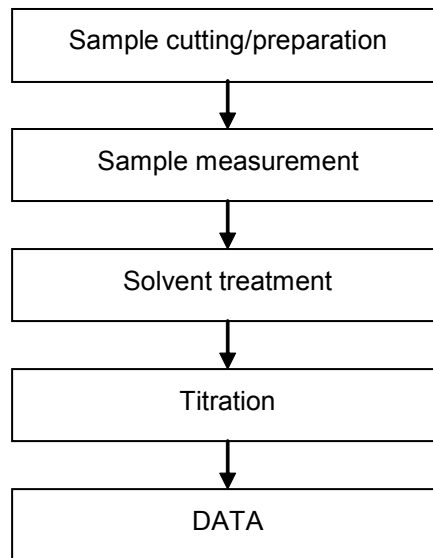 Sample cutting/preparation
Sample measurement
Solvent treatment
Titration
DATA